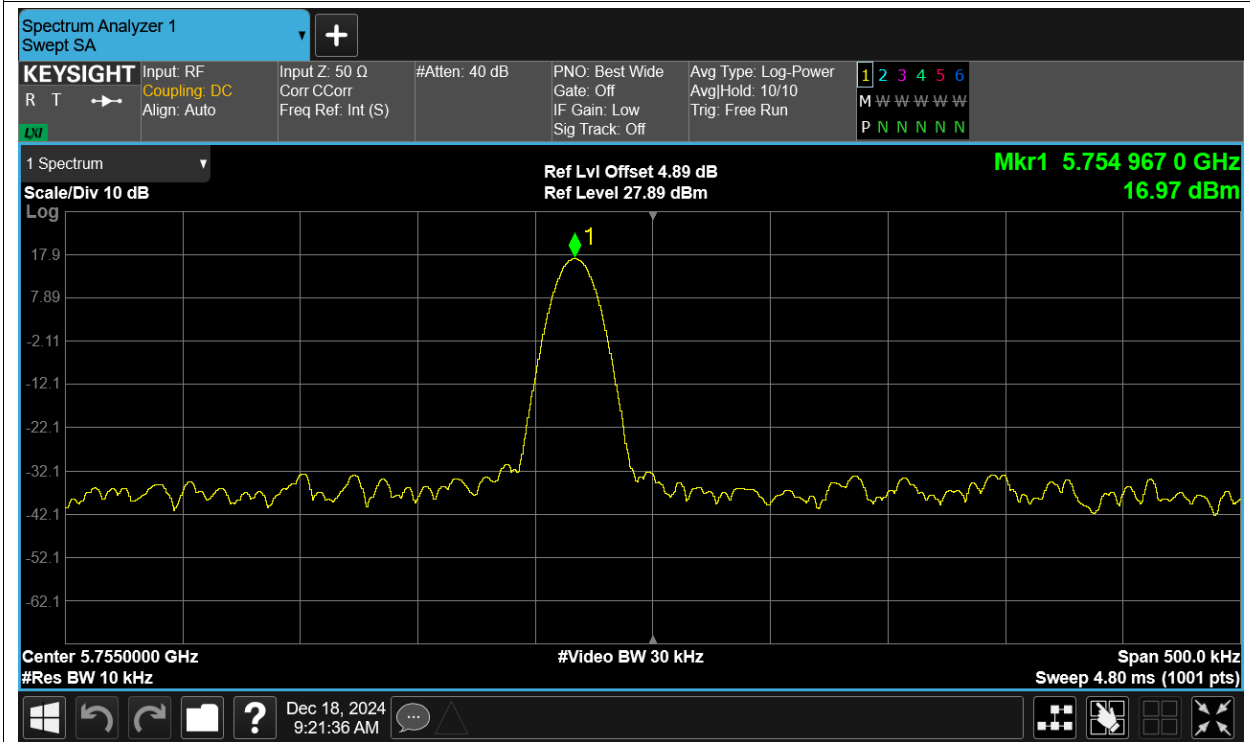 Spectrum Analyzer 1
Swept SA
+
KEYSIGHT
R T
LXI
Input: RF
Coupling: DC
Align: Auto
Input Z: 50 Ω
Corr CCorr
Freq Ref: Int (S)
#Atten: 40 dB
PNO: Best Wide
Gate: Off
IF Gain: Low
Sig Track: Off
Avg Type: Log-Power
Avg|Hold: 10/10
Trig: Free Run
1 2 3 4 5 6
M W W W W W
P N N N N N
1 Spectrum
Scale/Div 10 dB
Log
Ref Lvl Offset 4.89 dB
Ref Level 27.89 dBm
Mkr1 5.754 967 0 GHz
16.97 dBm
1
17.9
7.89
-2.11
-12.1
-22.1
-32.1
-42.1
-52.1
-62.1
Center 5.7550000 GHz
#Res BW 10 kHz
#Video BW 30 kHz
Span 500.0 kHz
Sweep 4.80 ms (1001 pts)
?
Dec 18, 2024
9:21:36 AM